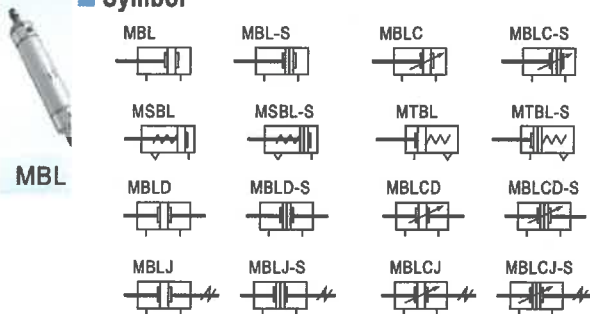 Symbol
MBL MBL-S MBLC MBLC-S
MSBL MSBL-S MTBL MTBL-S
MBL
MBLD MBLD-S MBLCD MBLCD-S
MBLJ MBLJ-S MBLCJ MBLCJ-S